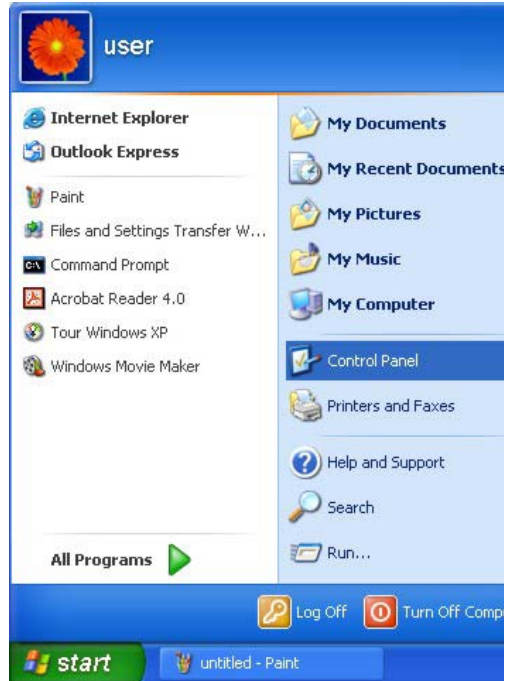 user
Internet Explorer
Outlook Express
Paint
Files and Settings Transfer W...
Command Prompt
Acrobat Reader 4.0
Tour Windows XP
Windows Movie Maker
All Programs
My Documents
My Recent Documents
My Pictures
My Music
My Computer
Control Panel
Printers and Faxes
Help and Support
Search
Run...
Log Off
Turn Off Comp
start
untitled - Paint